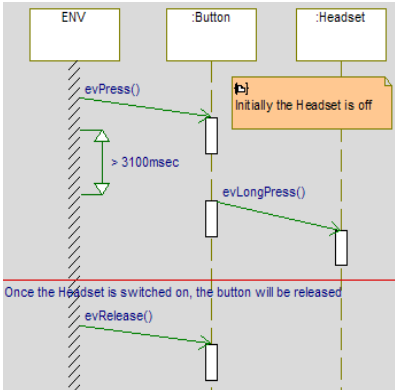 ENV
:Button
:Headset
evPress()
Initially the Headset is off
> 3100msec
evLongPress()
Once the Headset is switched on, the button will be released
evRelease()